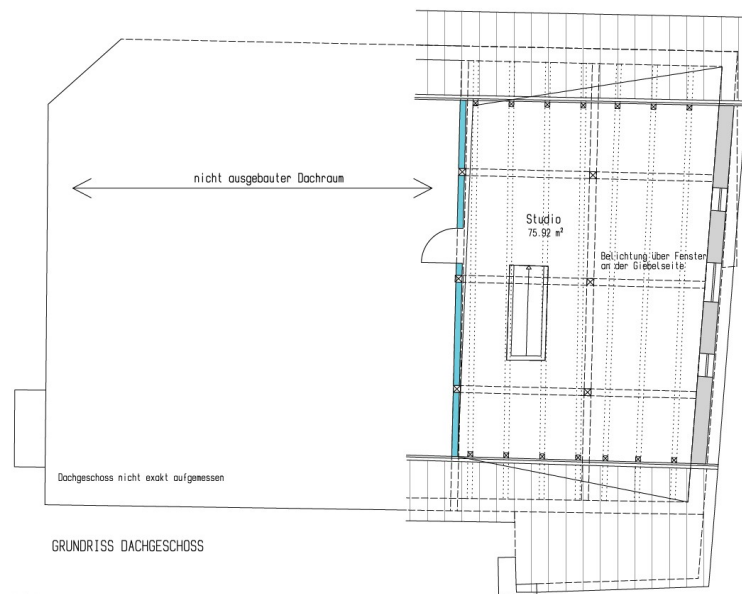 nicht ausgebauter Dachraum
Studio
75.92 m²
Belichtung über Fenster
an der Giebelseite
Dachgeschoss nicht exakt aufgemessen
GRUNDRISS DACHGESCHOSS